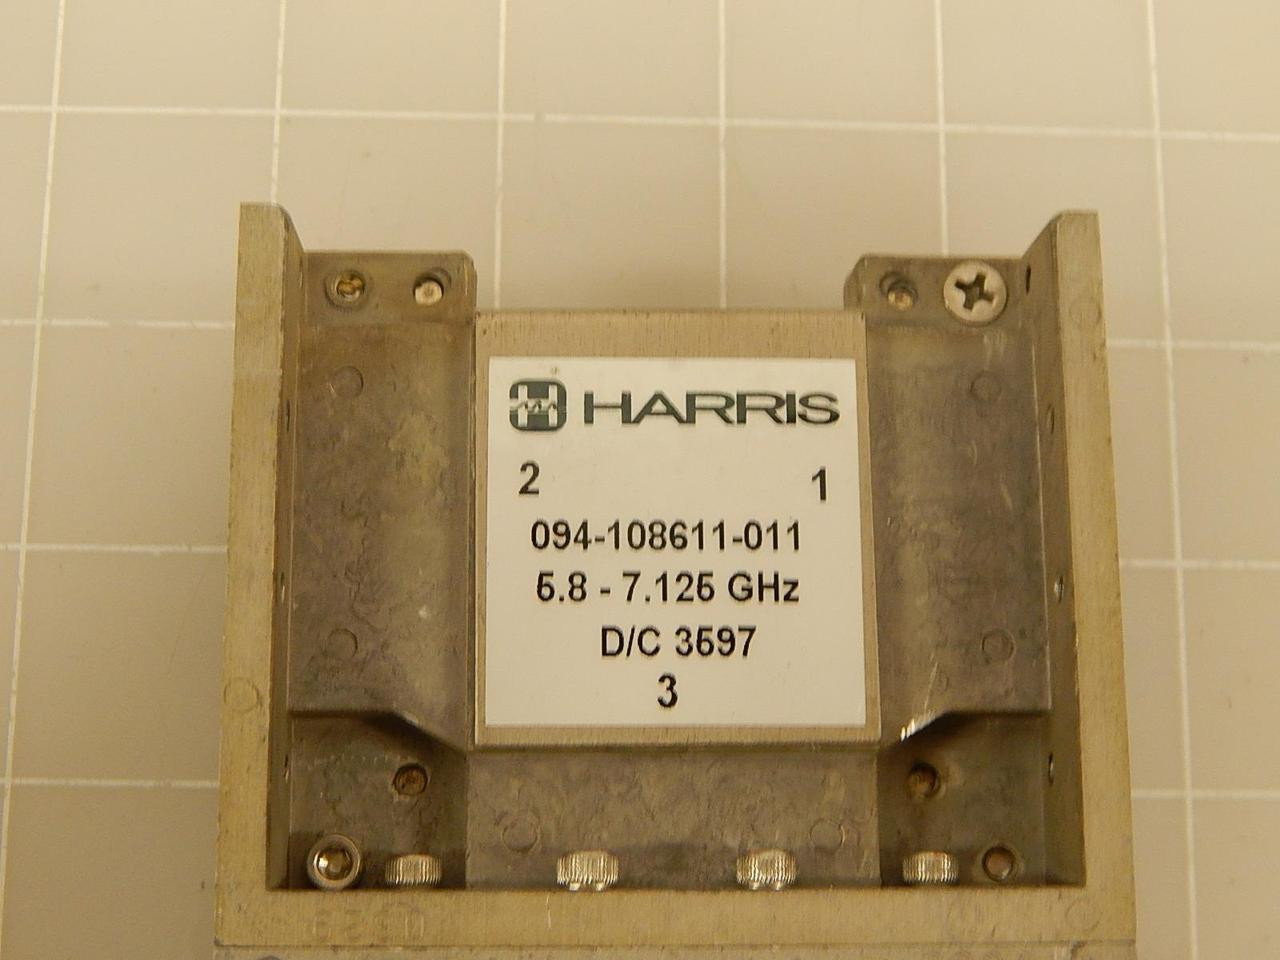 HARRIS
2 1
094-108611-011
5.8 - 7.125 GHz
D/C 3597
3